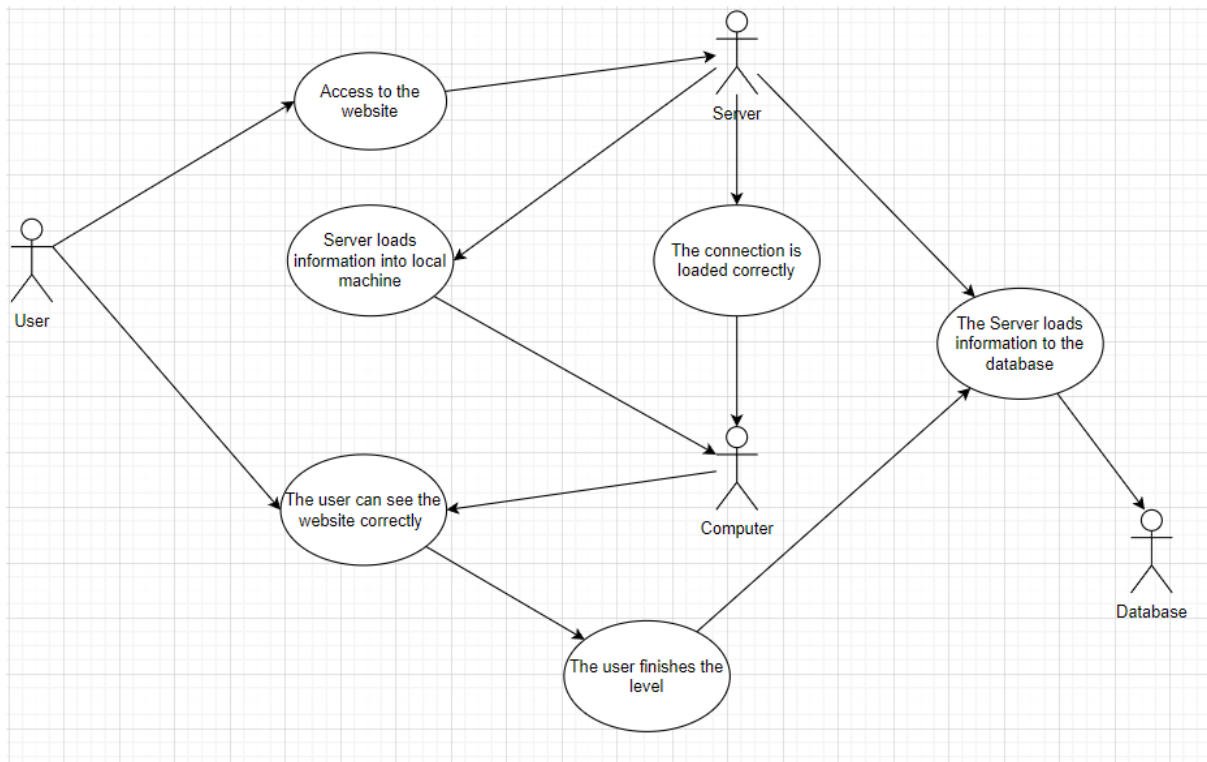 Access to the
website
Server
Server loads
information into local
machine
The connection is
loaded correctly
User
The Server loads
information to the
database
The user can see the
website correctly
Computer
Database
The user finishes the
level